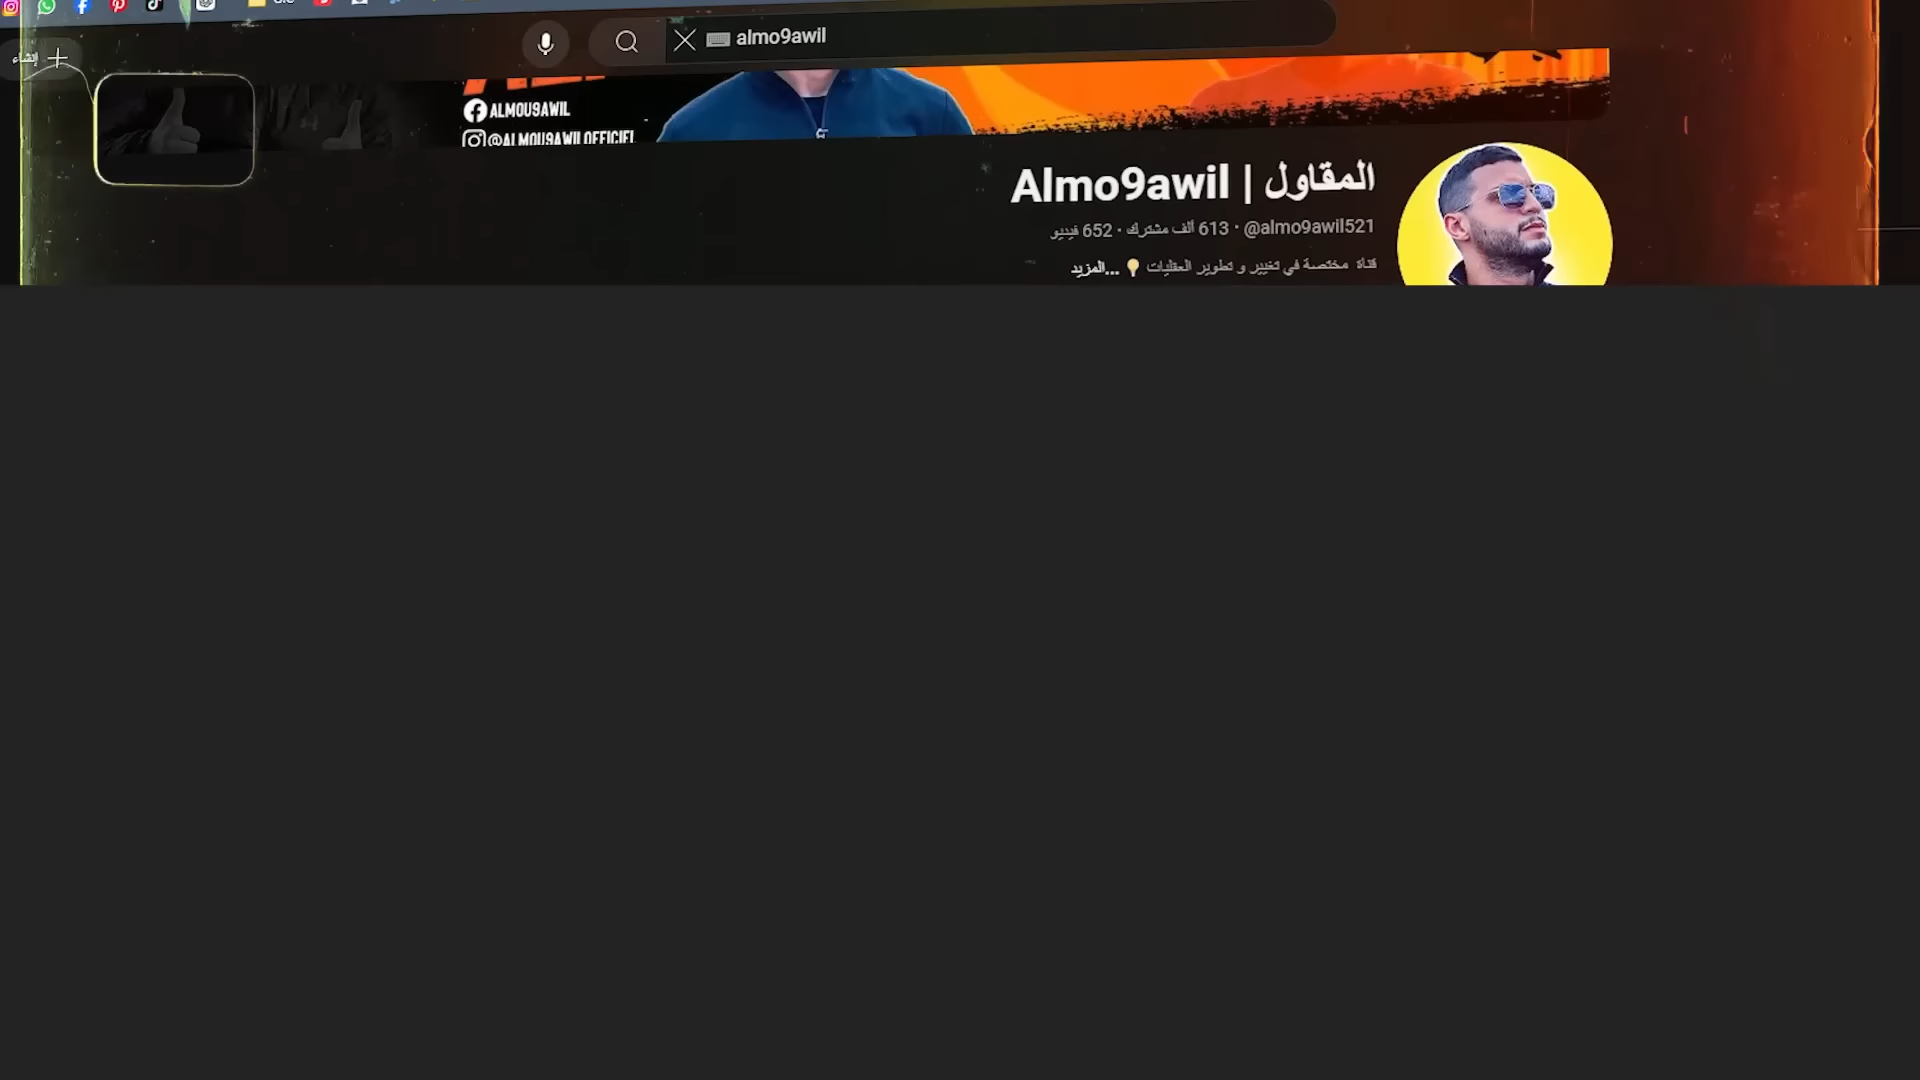 almo9awil
إنشاء
ALMOU9AWIL
@ALMOU9AWILOFFICIEL
Almo9awil | المقاول
@almo9awil521 · 613 ألف مشترك · 652 فيديو
قناة مختصة في تغيير و تطوير العقليات 💡 ...المزيد